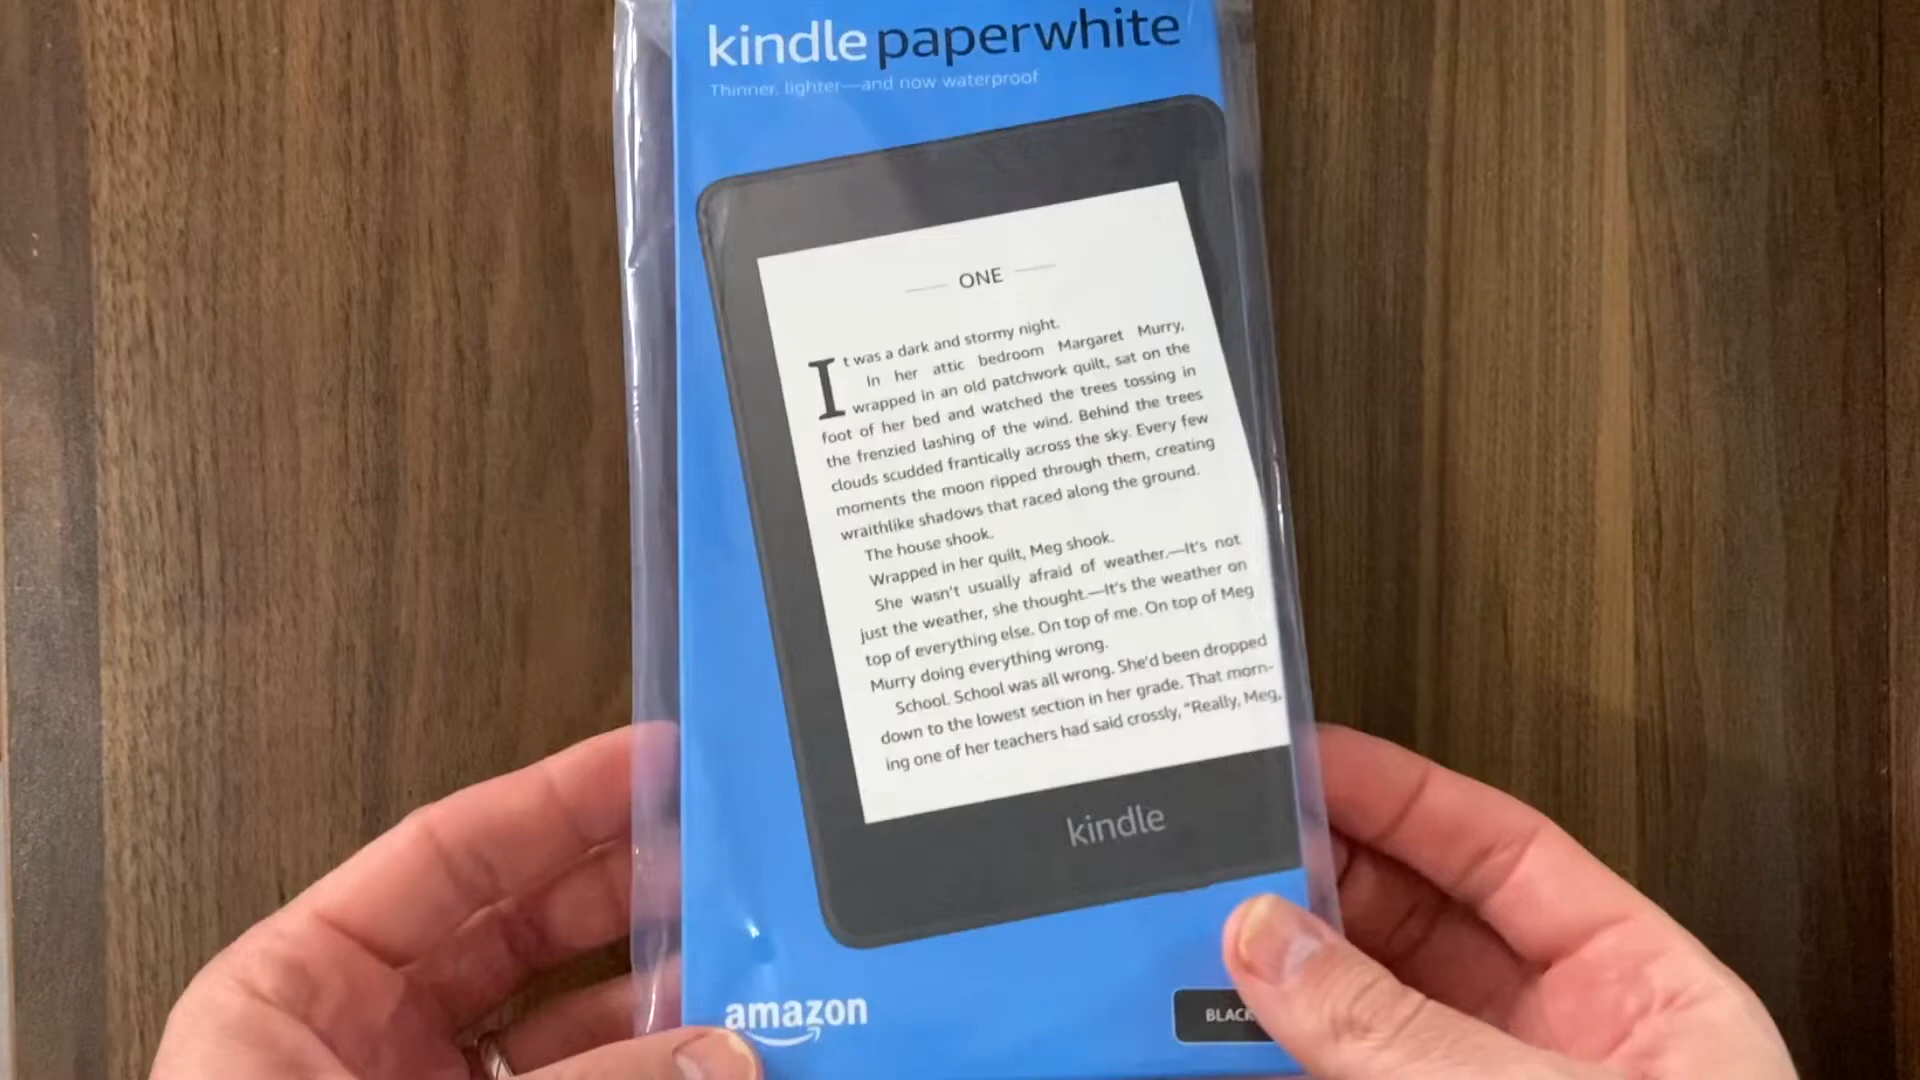 kindle paperwhite
Thinner, lighter—and now waterproof
ONE
It was a dark and stormy night.
In her attic bedroom Margaret Murry,
wrapped in an old patchwork quilt, sat on the
foot of her bed and watched the trees tossing in
the frenzied lashing of the wind. Behind the trees
clouds scudded frantically across the sky. Every few
moments the moon ripped through them, creating
wraithlike shadows that raced along the ground.
The house shook.
Wrapped in her quilt, Meg shook.
She wasn't usually afraid of weather.—It's not
just the weather, she thought.—It's the weather on
top of everything else. On top of me. On top of Meg
Murry doing everything wrong.
School. School was all wrong. She'd been dropped
down to the lowest section in her grade. That morn-
ing one of her teachers had said crossly, "Really, Meg,
kindle
amazon
BLACK